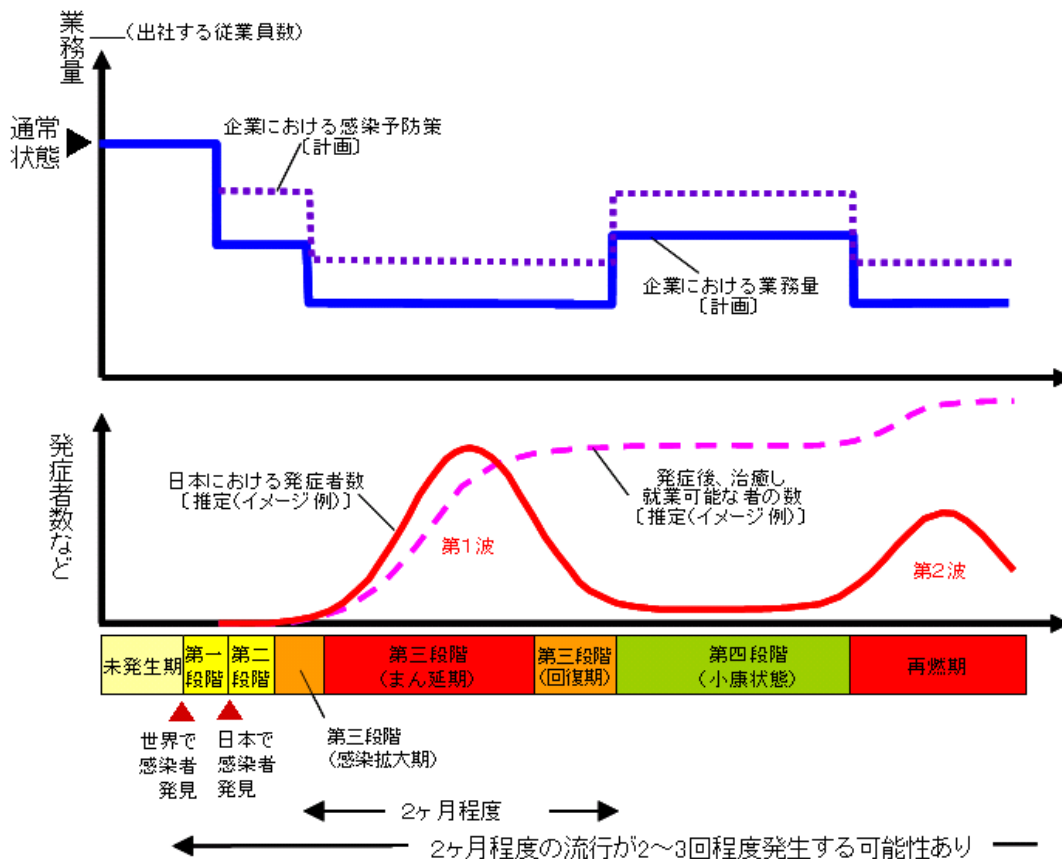 業務量
(出社する従業員数)
通常
状態
企業における感染予防策
〔計画〕
企業における業務量
〔計画〕
発症者数など
日本における発症者数
〔推定(イメージ例)〕
発症後、治癒し
就業可能な者の数
〔推定(イメージ例)〕
第1波
第2波
未発生期
第一
段階
第二
段階
第三段階
(まん延期)
第三段階
(回復期)
第四段階
(小康状態)
再燃期
世界で
感染者
発見
日本で
感染者
発見
第三段階
(感染拡大期)
2ヶ月程度
2ヶ月程度の流行が2～3回程度発生する可能性あり